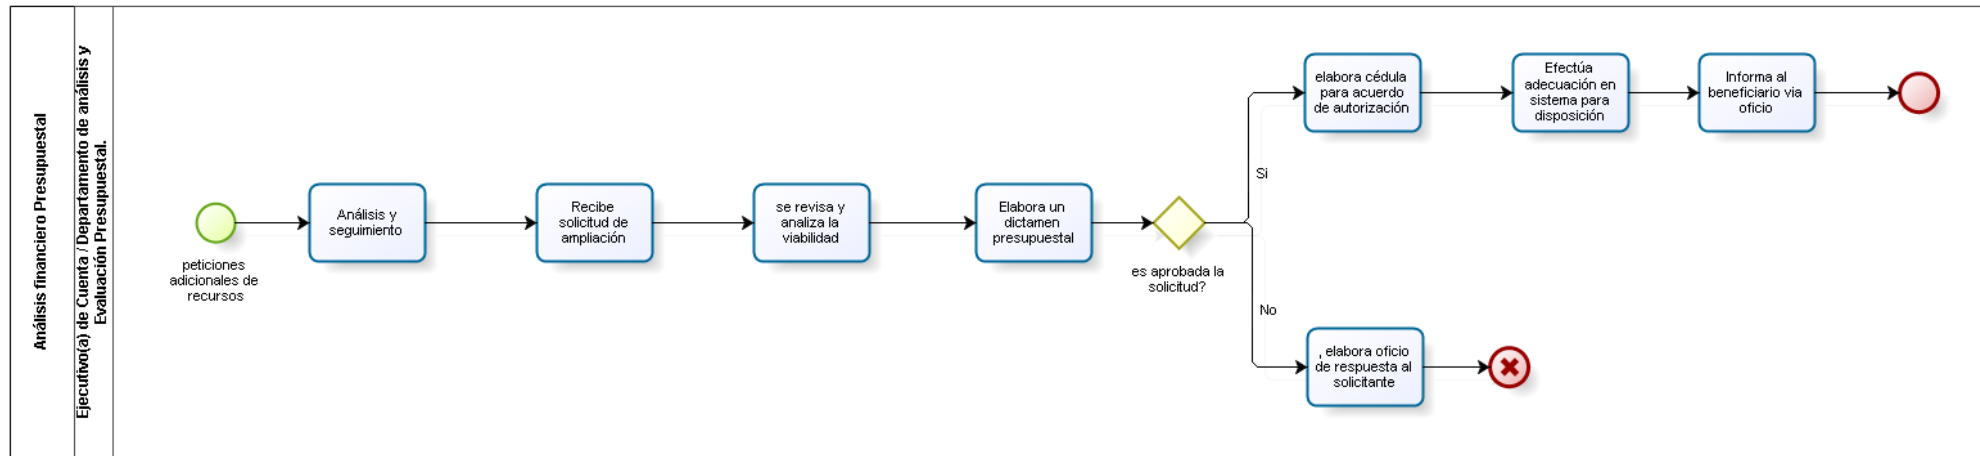 Análisis financiero Presupuestal
Ejecutivo(a) de Cuenta / Departamento de análisis y
Evaluación Presupuestal.
peticiones
adicionales de
recursos
Análisis y
seguimiento
Recibe
solicitud de
ampliación
se revisa y
analiza la
viabilidad
Elabora un
dictamen
presupuestal
es aprobada la
solicitud?
Si
elabora cédula
para acuerdo
de autorización
Efectúa
adecuación en
sistema para
disposición
Informa al
beneficiario via
oficio
No
, elabora oficio
de respuesta al
solicitante